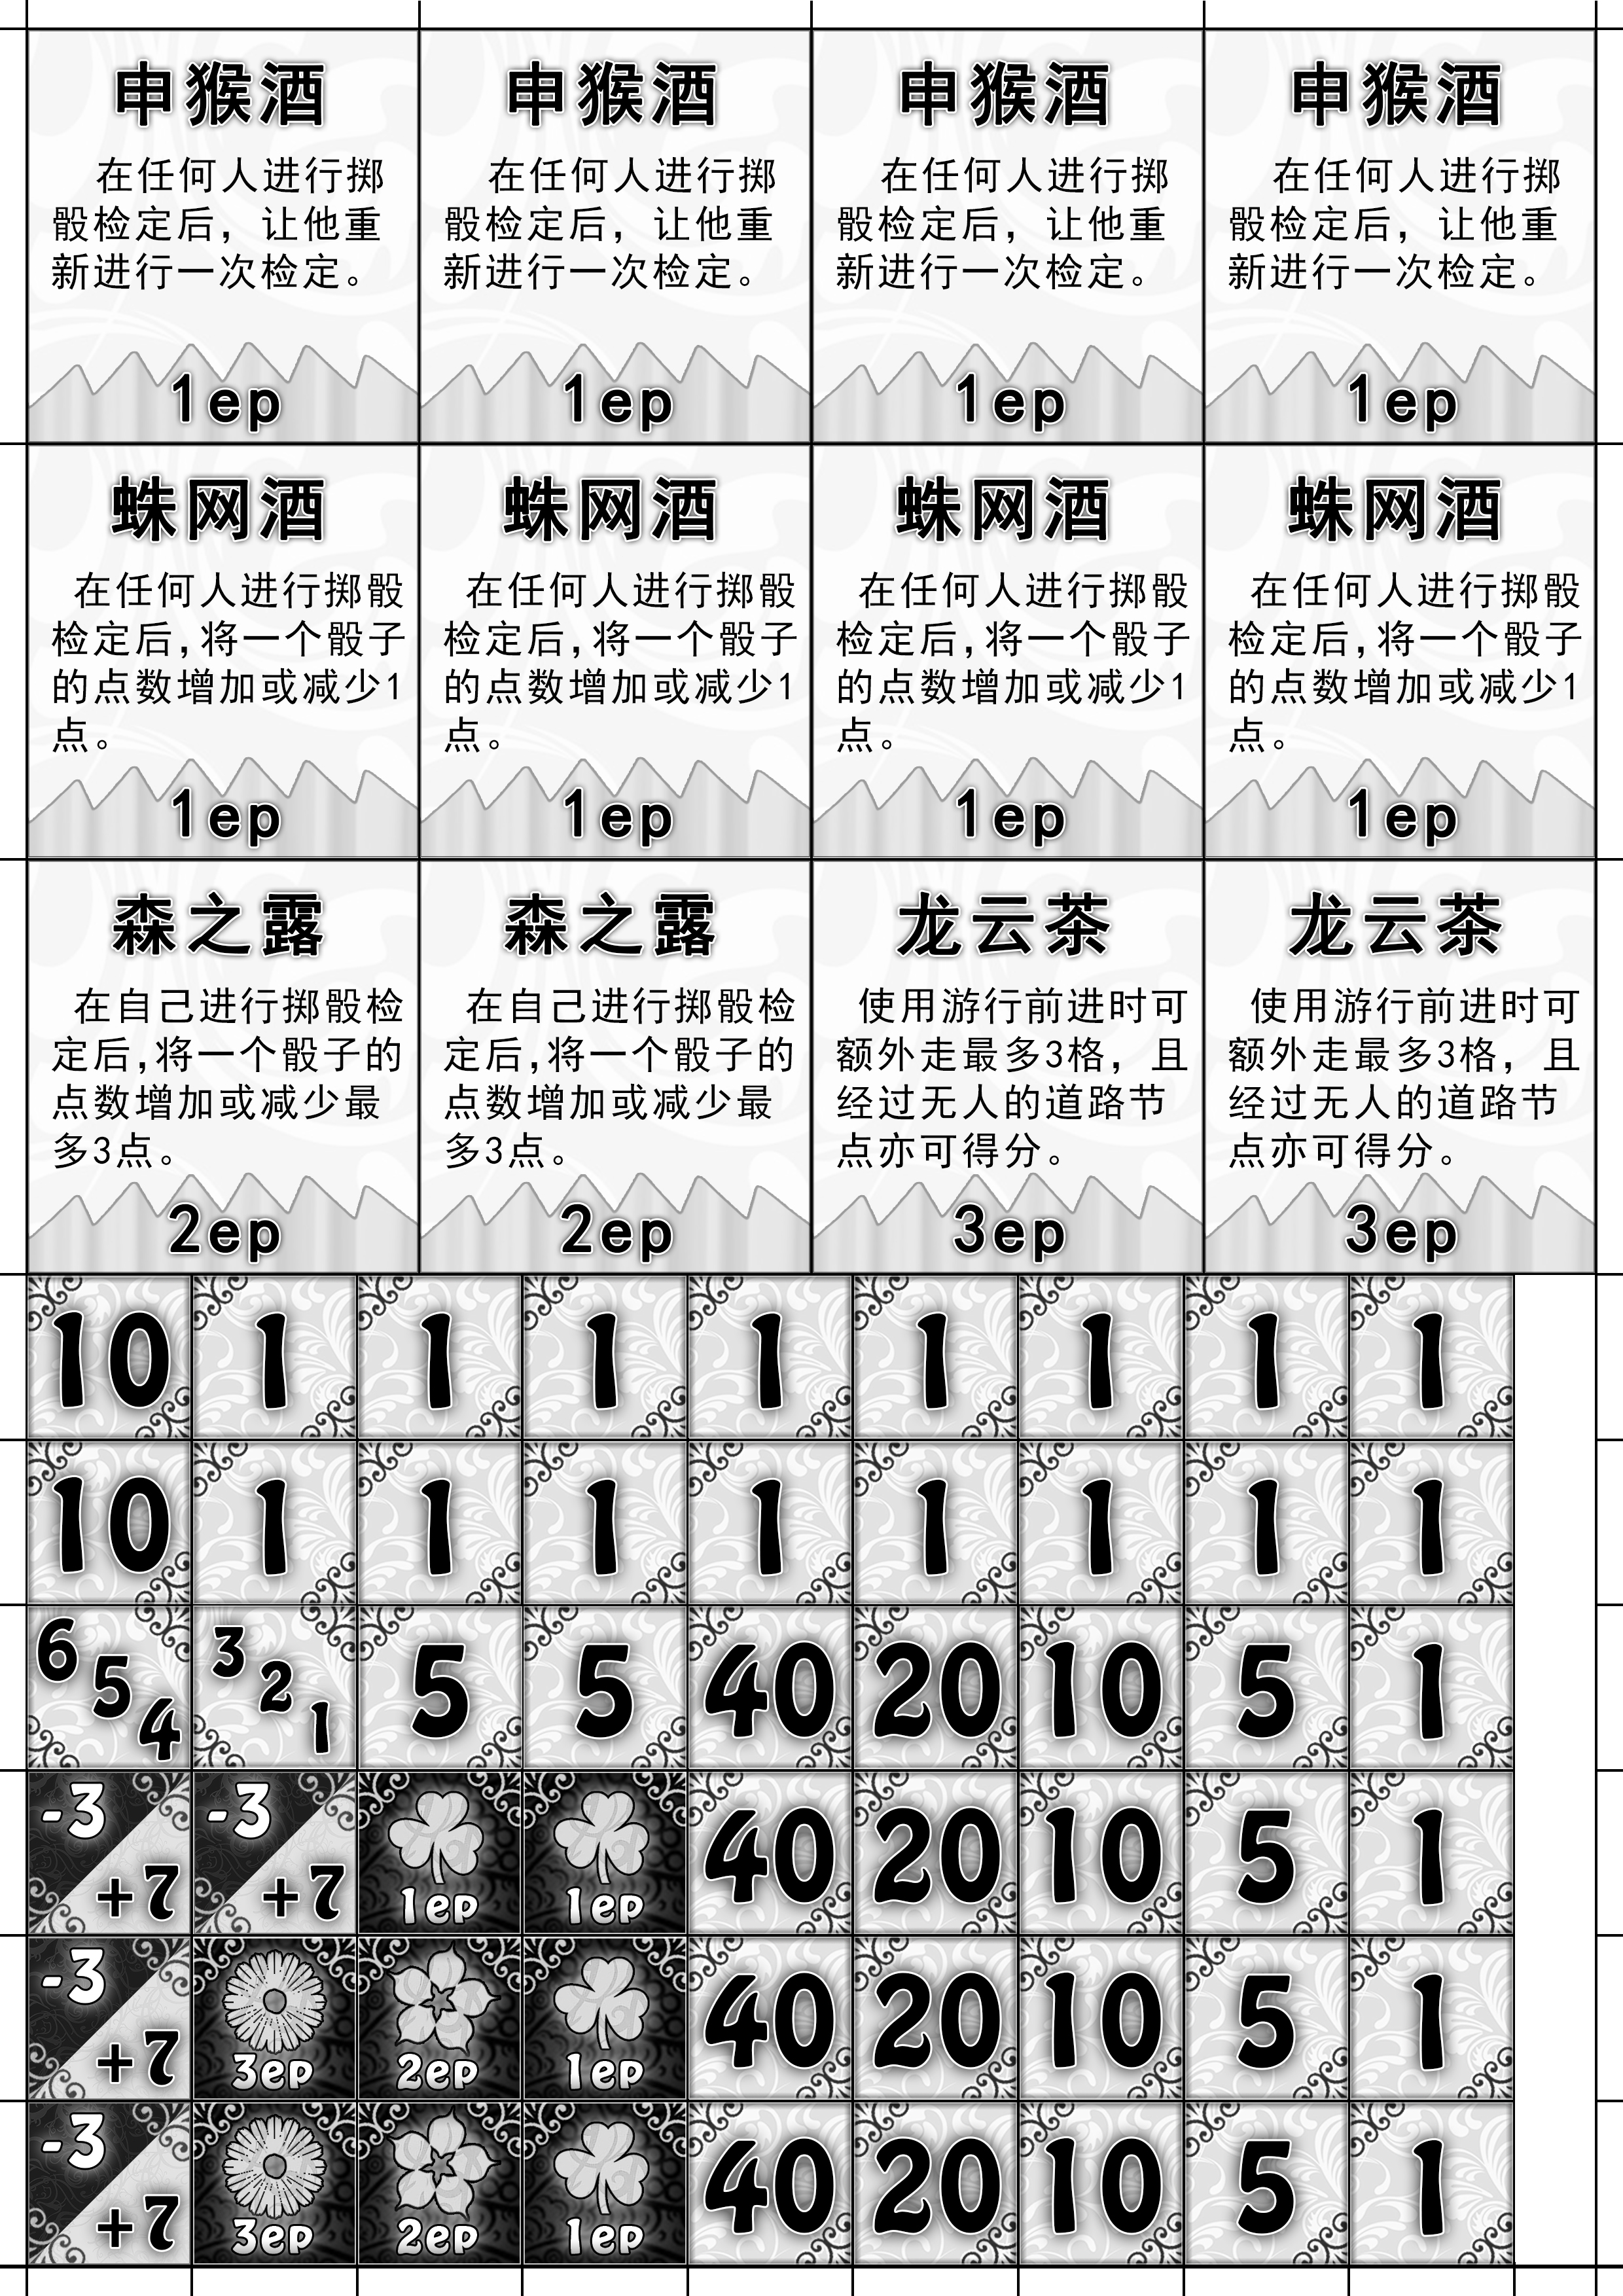 申猴酒 申猴酒 申猴酒 申猴酒
在任何人进行掷 在任何人进行掷 在任何人进行掷 在任何人进行掷
骰检定后，让他重 骰检定后，让他重 骰检定后，让他重 骰检定后，让他重
新进行一次检定。 新进行一次检定。 新进行一次检定。 新进行一次检定。
1ep 1ep 1ep 1ep
蛛网酒 蛛网酒 蛛网酒 蛛网酒
在任何人进行掷骰 在任何人进行掷骰 在任何人进行掷骰 在任何人进行掷骰
检定后，将一个骰子 检定后，将一个骰子 检定后，将一个骰子 检定后，将一个骰子
的点数增加或减少1 的点数增加或减少1 的点数增加或减少1 的点数增加或减少1
点。 点。 点。 点。
1ep 1ep 1ep 1ep
森之露 森之露 龙云茶 龙云茶
在自己进行掷骰检 在自己进行掷骰检 使用游行前进时可 使用游行前进时可
定后，将一个骰子的 定后，将一个骰子的 额外走最多3格，且 额外走最多3格，且
点数增加或减少最 点数增加或减少最 经过无人的道路节 经过无人的道路节
多3点。 多3点。 点亦可得分。 点亦可得分。
2ep 2ep 3ep 3ep
10 1 1 1 1 1 1 1 1
10 1 1 1 1 1 1 1 1
6 5 4 3 2 1 5 5 40 20 10 5 1
-3 +7 -3 +7 1ep 1ep 40 20 10 5 1
-3 +7 3ep 2ep 1ep 40 20 10 5 1
-3 +7 3ep 2ep 1ep 40 20 10 5 1